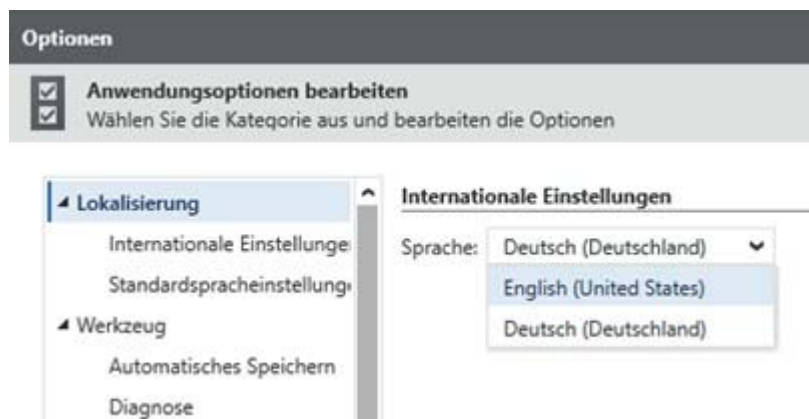 Optionen
Anwendungsoptionen bearbeiten
Wählen Sie die Kategorie aus und bearbeiten die Optionen
Lokalisierung
Internationale Einstellunge
Standardspracheinstellung
Werkzeug
Automatisches Speichern
Diagnose
Internationale Einstellungen
Sprache: Deutsch (Deutschland)
English (United States)
Deutsch (Deutschland)